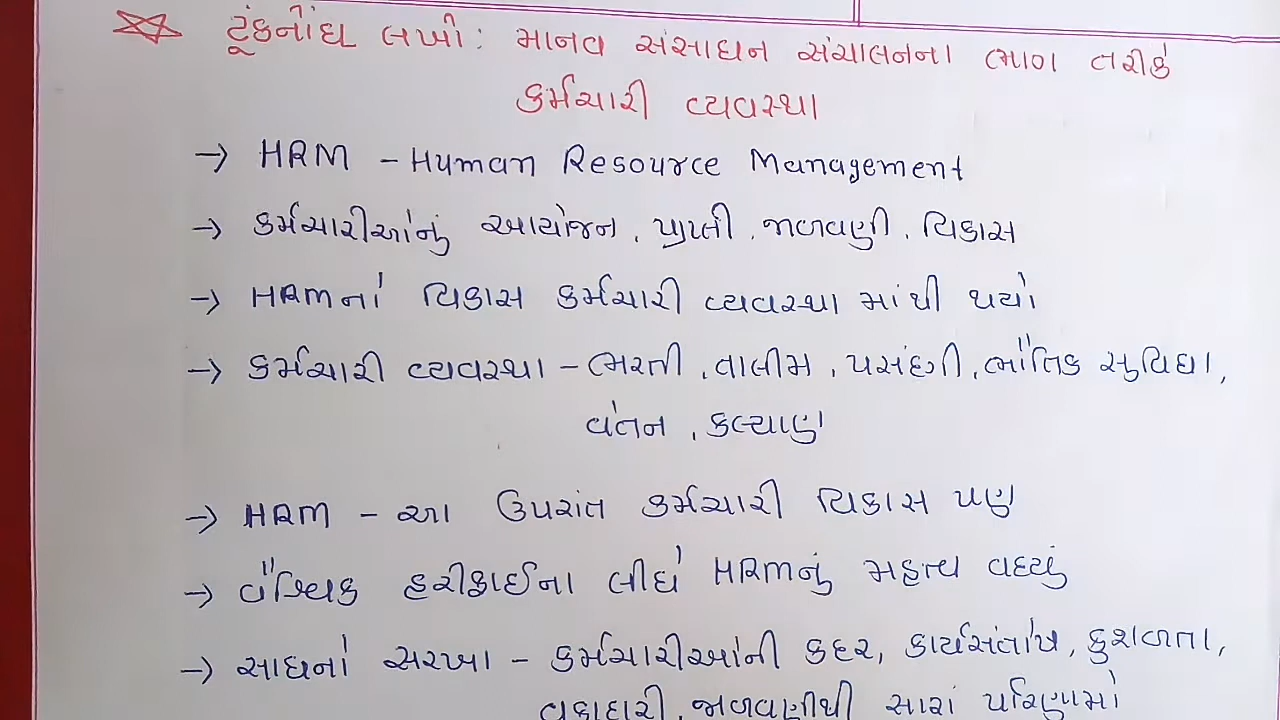 ટૂંકનોંધ લખો: માનવ સંસાધન સંચાલનના ભાગ તરીકે
કર્મચારી વ્યવસ્થા
→ HRM - Human Resource Management
→ કર્મચારીઓનું આયોજન, પ્રાપ્તી, જાળવણી, વિકાસ
→ HRMનો વિકાસ કર્મચારી વ્યવસ્થા માંથી થયો
→ કર્મચારી વ્યવસ્થા - ભરતી, તાલીમ, પસંદગી, ભૌતિક સુવિધા,
વેતન, કલ્યાણ
→ HRM - આ ઉપરાંત કર્મચારી વિકાસ પણ
→ વૈશ્વિક હરીફાઈના લીધે HRMનું મહત્વ વધ્યું
→ સાધનો સરખા - કર્મચારીઓની કદર, કાર્યસંતોષ, કુશળતા,
વફાદારી, જાળવણીથી સારાં પરિણામો